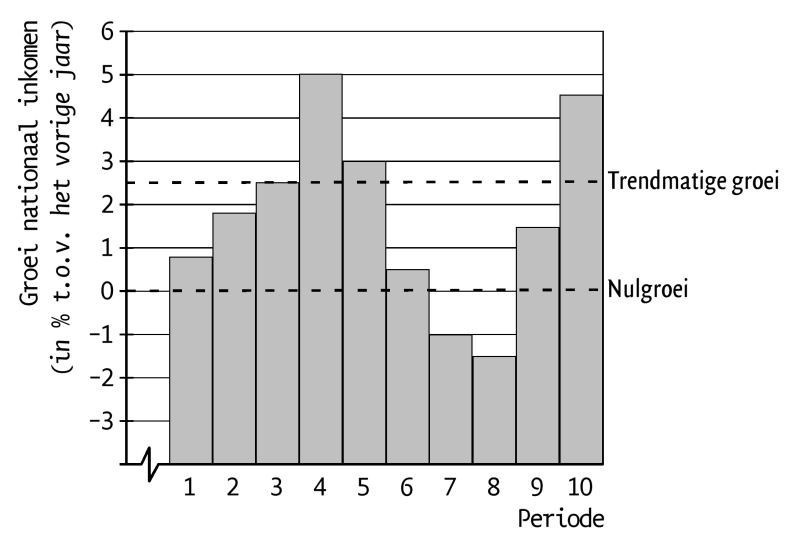 Groei nationaal inkomen
(in % t.o.v. het vorige jaar)
6
5
4
3
2
1
0
−1
−2
−3
Trendmatige groei
Nulgroei
1 2 3 4 5 6 7 8 9 10
Periode